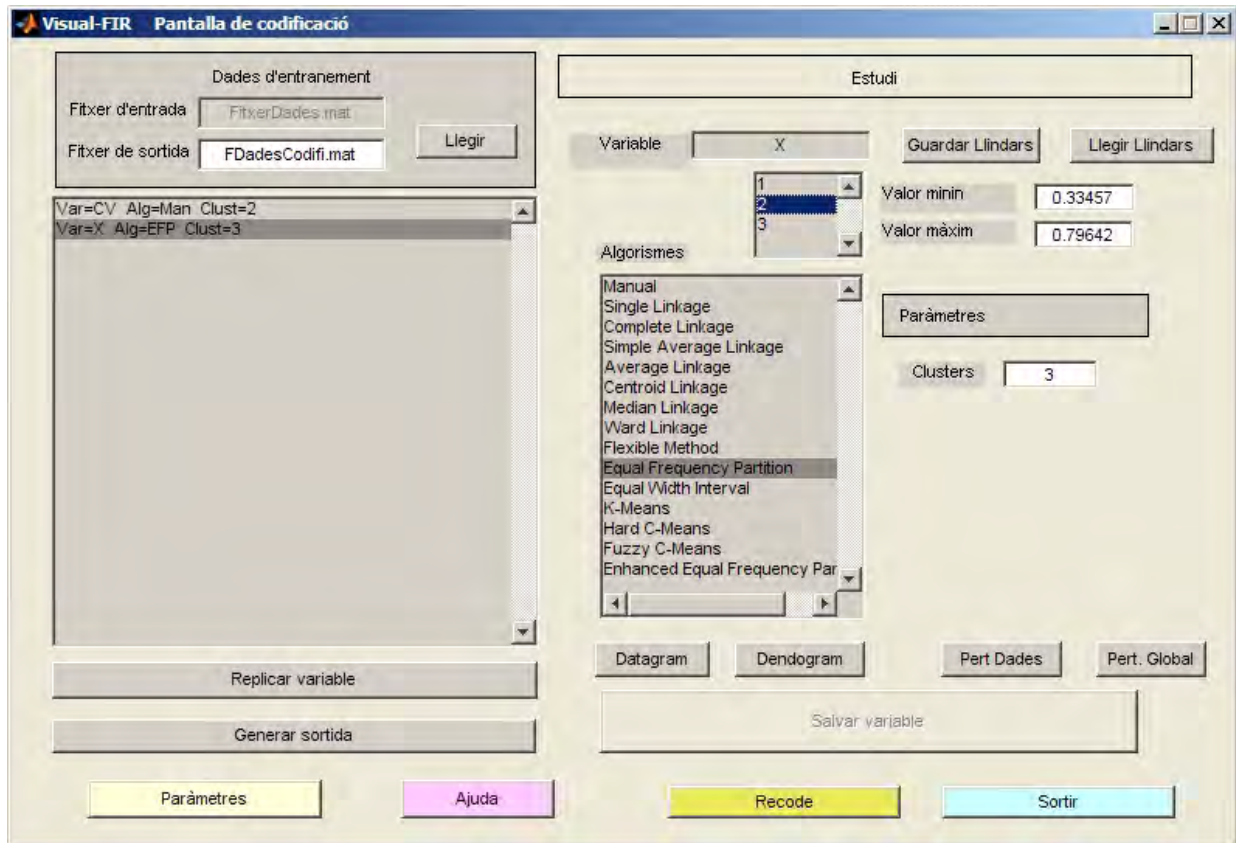 Visual-FIR Pantalla de codificació
Dades d'entranement
Fitxer d'entrada FitxerDades.mat
Fitxer de sortida FDadesCodifi.mat
Llegir
Var=CV Alg=Man Clust=2
Var=X Alg=EFP Clust=3
Replicar variable
Generar sortida
Paràmetres
Ajuda
Estudi
Variable X
Guardar Llindars
Llegir Llindars
1
2
3
Valor minin 0.33457
Valor màxim 0.79642
Algorismes
Manual
Single Linkage
Complete Linkage
Simple Average Linkage
Average Linkage
Centroid Linkage
Median Linkage
Ward Linkage
Flexible Method
Equal Frequency Partition
Equal Width Interval
K-Means
Hard C-Means
Fuzzy C-Means
Enhanced Equal Frequency Par
Paràmetres
Clusters 3
Datagram
Dendogram
Pert Dades
Pert. Global
Salvar variable
Recode
Sortir